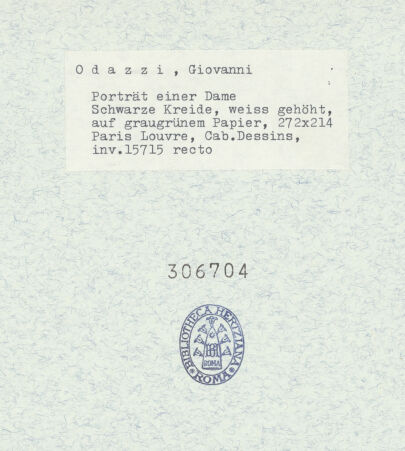 O d a z z i , Giovanni
Porträt einer Dame
Schwarze Kreide, weiss gehöht,
auf graugrünem Papier, 272x214
Paris Louvre, Cab.Dessins,
inv.15715 recto
306704
BIBLIOTHECA HERTZIANA
ROMA
ROMA